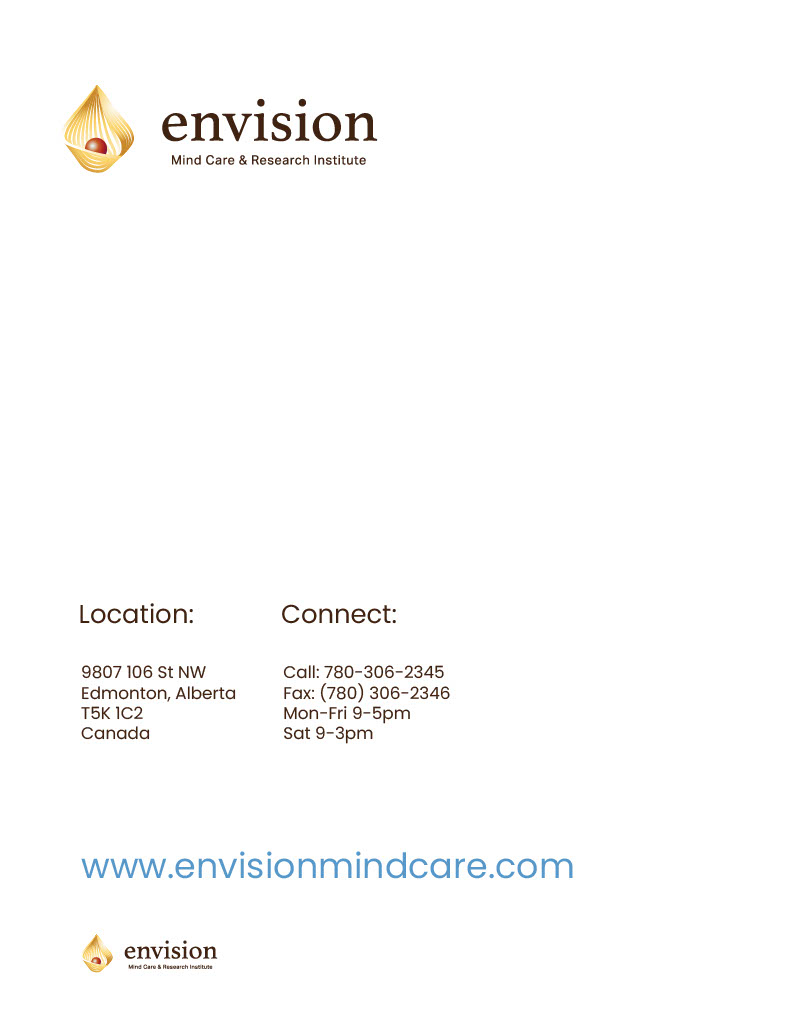 envision
Mind Care & Research Institute
Location:
9807 106 St NW
Edmonton, Alberta
T5K 1C2
Canada
Connect:
Call: 780-306-2345
Fax: (780) 306-2346
Mon-Fri 9-5pm
Sat 9-3pm
www.envisionmindcare.com
envision
Mind Care & Research Institute